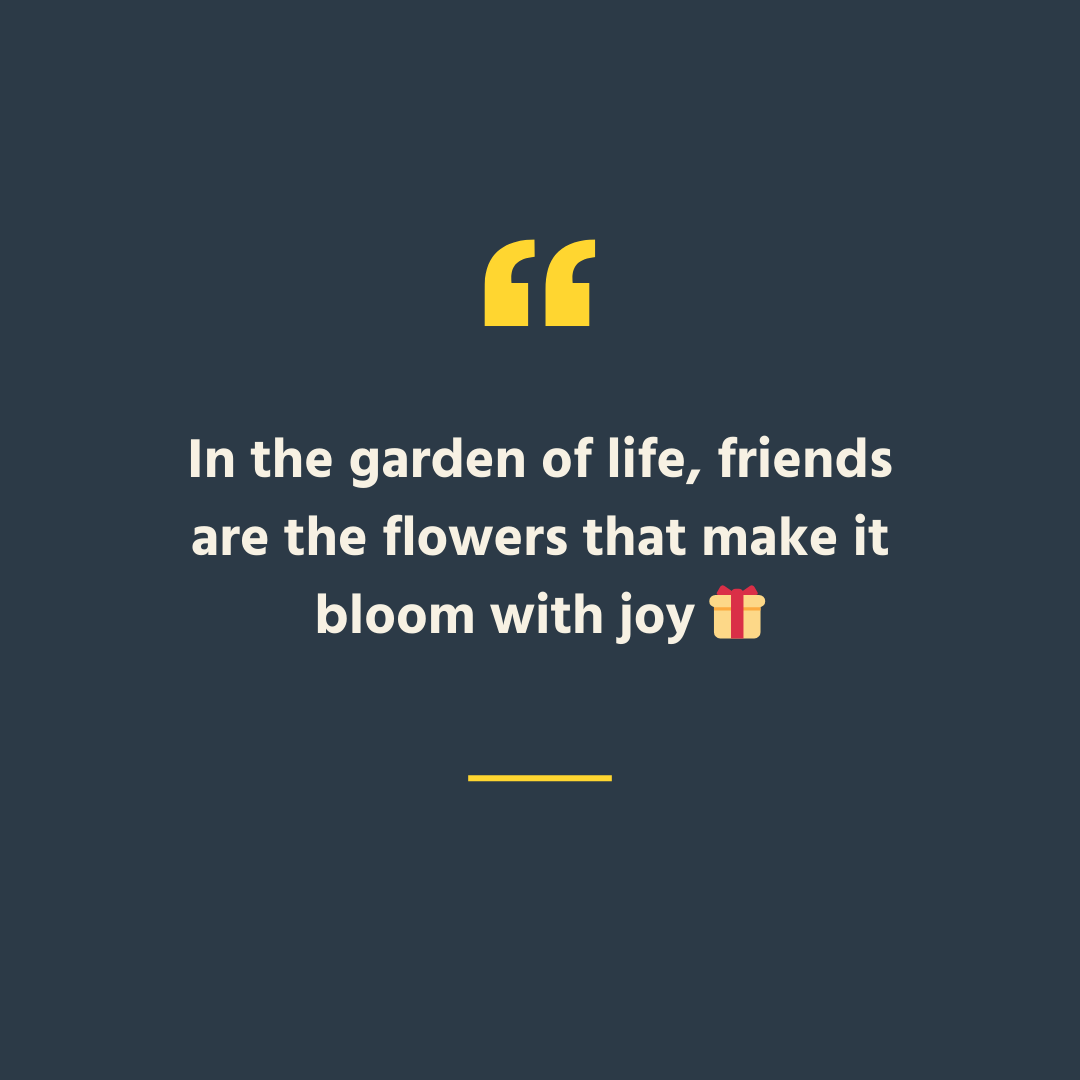 “
In the garden of life, friends
are the flowers that make it
bloom with joy 🎁